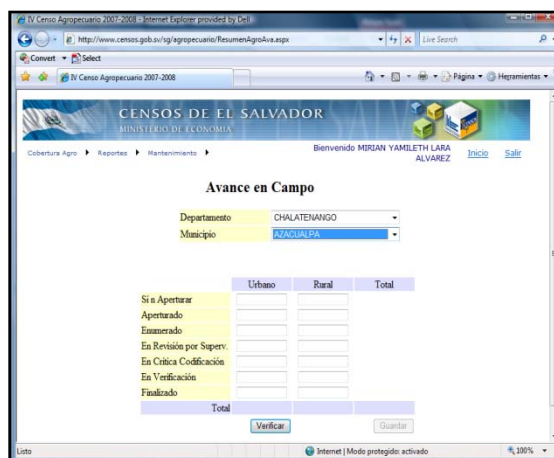 IV Censo Agropecuario 2007-2008 - Internet Explorer provided by Dell
http://www.censos.gob.sv/sg/agropecuario/ResumenAgroAva.aspx
Live Search
Convert Select
IV Censo Agropecuario 2007-2008
Página Herramientas
CENSOS DE EL SALVADOR
MINISTERIO DE ECONOMIA
Cobertura Agro Reportes Mantenimiento
Bienvenido MIRIAN YAMILETH LARA
ALVAREZ
Inicio Salir
Avance en Campo
Departamento CHALATENANGO
Municipio AZACUALPA
Urbano Rural Total
Sin Aperturar
Aperturado
Enumerado
En Revisión por Superv.
En Critica Codificación
En Verificación
Finalizado
Total
Verificar Guardar
Listo Internet | Modo protegido: activado 100%